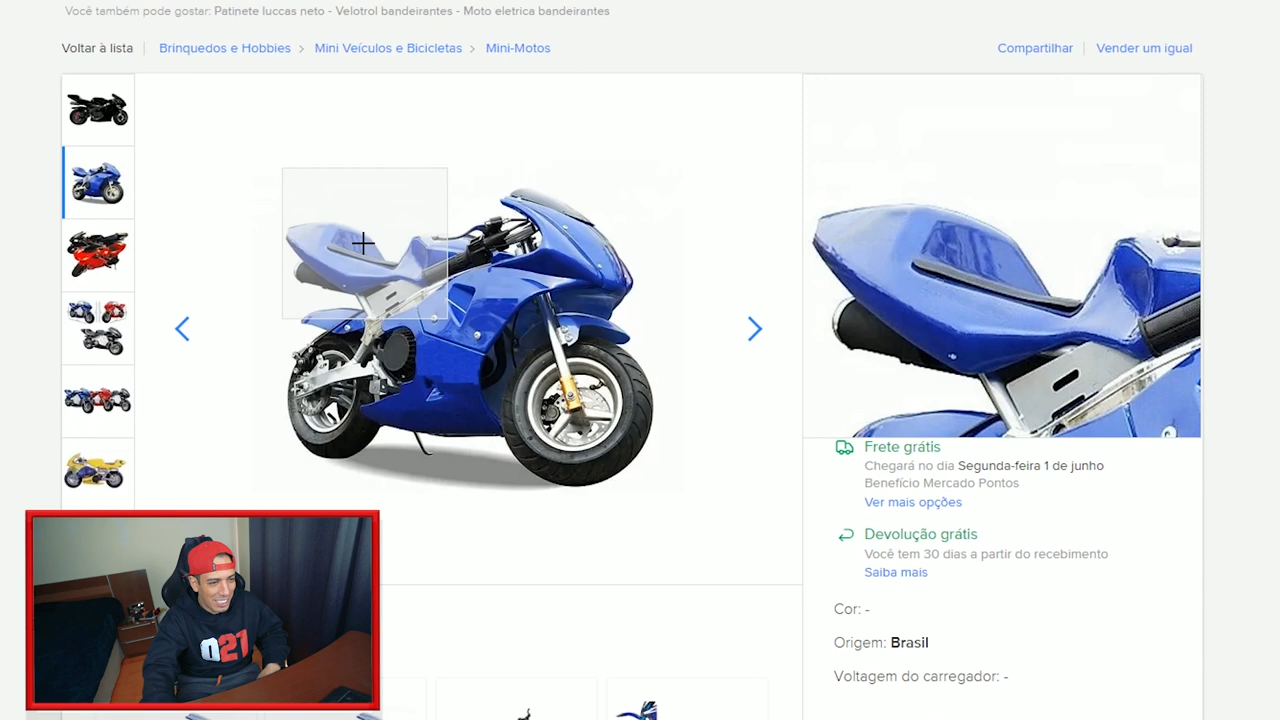 Você também pode gostar: Patinete luccas neto - Velotrol bandeirantes - Moto eletrica bandeirantes
Voltar à lista
Brinquedos e Hobbies > Mini Veículos e Bicicletas > Mini-Motos
Compartilhar
Vender um igual
Frete grátis
Chegará no dia Segunda-feira 1 de junho
Benefício Mercado Pontos
Ver mais opções
Devolução grátis
Você tem 30 dias a partir do recebimento
Saiba mais
Cor: -
Origem: Brasil
Voltagem do carregador: -
021